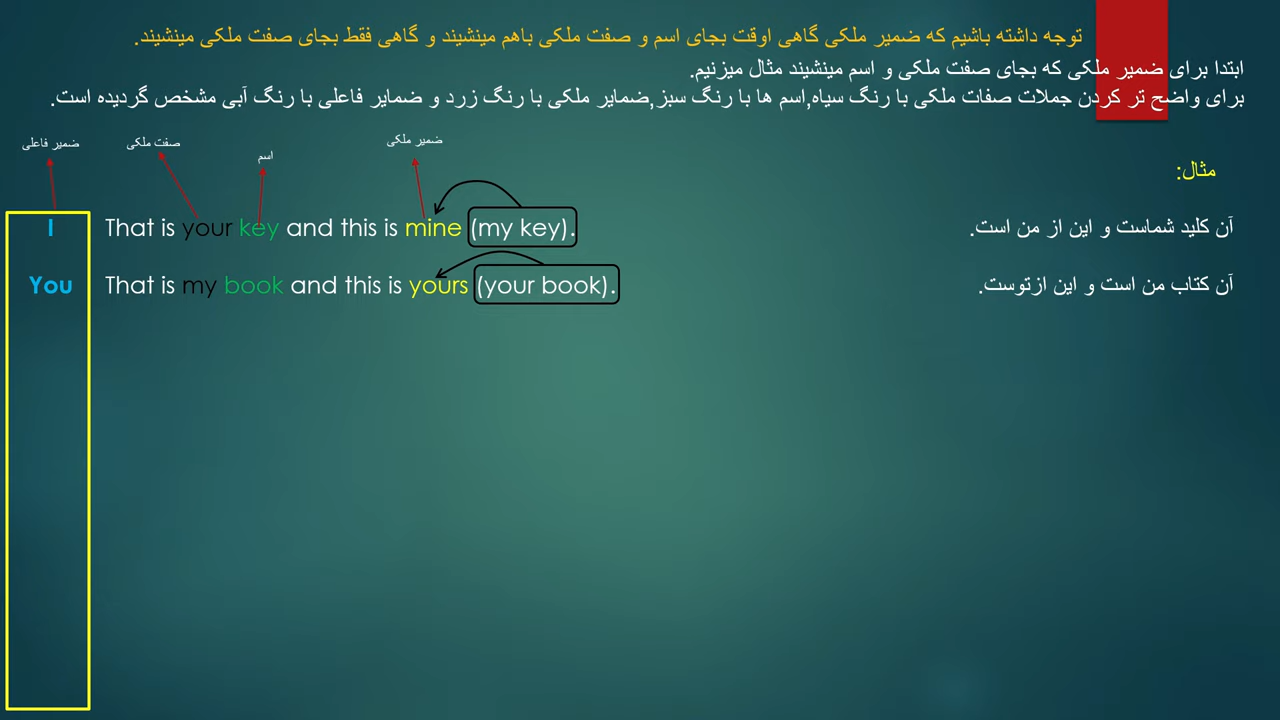 توجه داشته باشیم که ضمیر ملکی گاهی اوقت بجای اسم و صفت ملکی باهم مینشیند و گاهی فقط بجای صفت ملکی مینشیند.
ابتدا برای ضمیر ملکی که بجای صفت ملکی و اسم مینشیند مثال میزنیم.
برای واضح تر کردن جملات صفات ملکی با رنگ سیاه,اسم ها با رنگ سبز,ضمایر ملکی با رنگ زرد و ضمایر فاعلی با رنگ آبی مشخص گردیده است.
ضمیر فاعلی صفت ملکی اسم ضمیر ملکی
مثال:
I That is your key and this is mine (my key). آن کلید شماست و این از من است.
You That is my book and this is yours (your book). آن کتاب من است و این ازتوست.